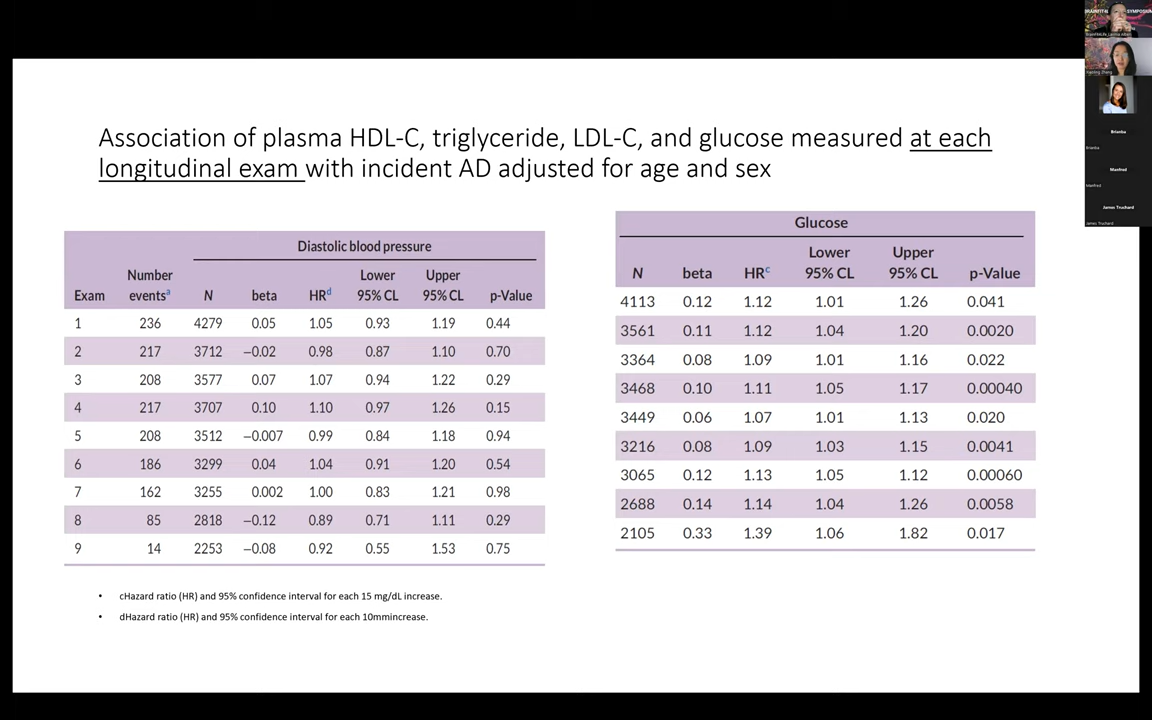 Association of plasma HDL-C, triglyceride, LDL-C, and glucose measured at each
longitudinal exam with incident AD adjusted for age and sex
Diastolic blood pressure
Exam Number eventsa N beta HRd Lower 95% CL Upper 95% CL p-Value
1 236 4279 0.05 1.05 0.93 1.19 0.44
2 217 3712 −0.02 0.98 0.87 1.10 0.70
3 208 3577 0.07 1.07 0.94 1.22 0.29
4 217 3707 0.10 1.10 0.97 1.26 0.15
5 208 3512 −0.007 0.99 0.84 1.18 0.94
6 186 3299 0.04 1.04 0.91 1.20 0.54
7 162 3255 0.002 1.00 0.83 1.21 0.98
8 85 2818 −0.12 0.89 0.71 1.11 0.29
9 14 2253 −0.08 0.92 0.55 1.53 0.75
Glucose
N beta HRc Lower 95% CL Upper 95% CL p-Value
4113 0.12 1.12 1.01 1.26 0.041
3561 0.11 1.12 1.04 1.20 0.0020
3364 0.08 1.09 1.01 1.16 0.022
3468 0.10 1.11 1.05 1.17 0.00040
3449 0.06 1.07 1.01 1.13 0.020
3216 0.08 1.09 1.03 1.15 0.0041
3065 0.12 1.13 1.05 1.12 0.00060
2688 0.14 1.14 1.04 1.26 0.0058
2105 0.33 1.39 1.06 1.82 0.017
• cHazard ratio (HR) and 95% confidence interval for each 15 mg/dL increase.
• dHazard ratio (HR) and 95% confidence interval for each 10mmincrease.
SYMPOSIUM
Brianba
Brianba
Manfred
Manfred
James Truchard
James Truchard